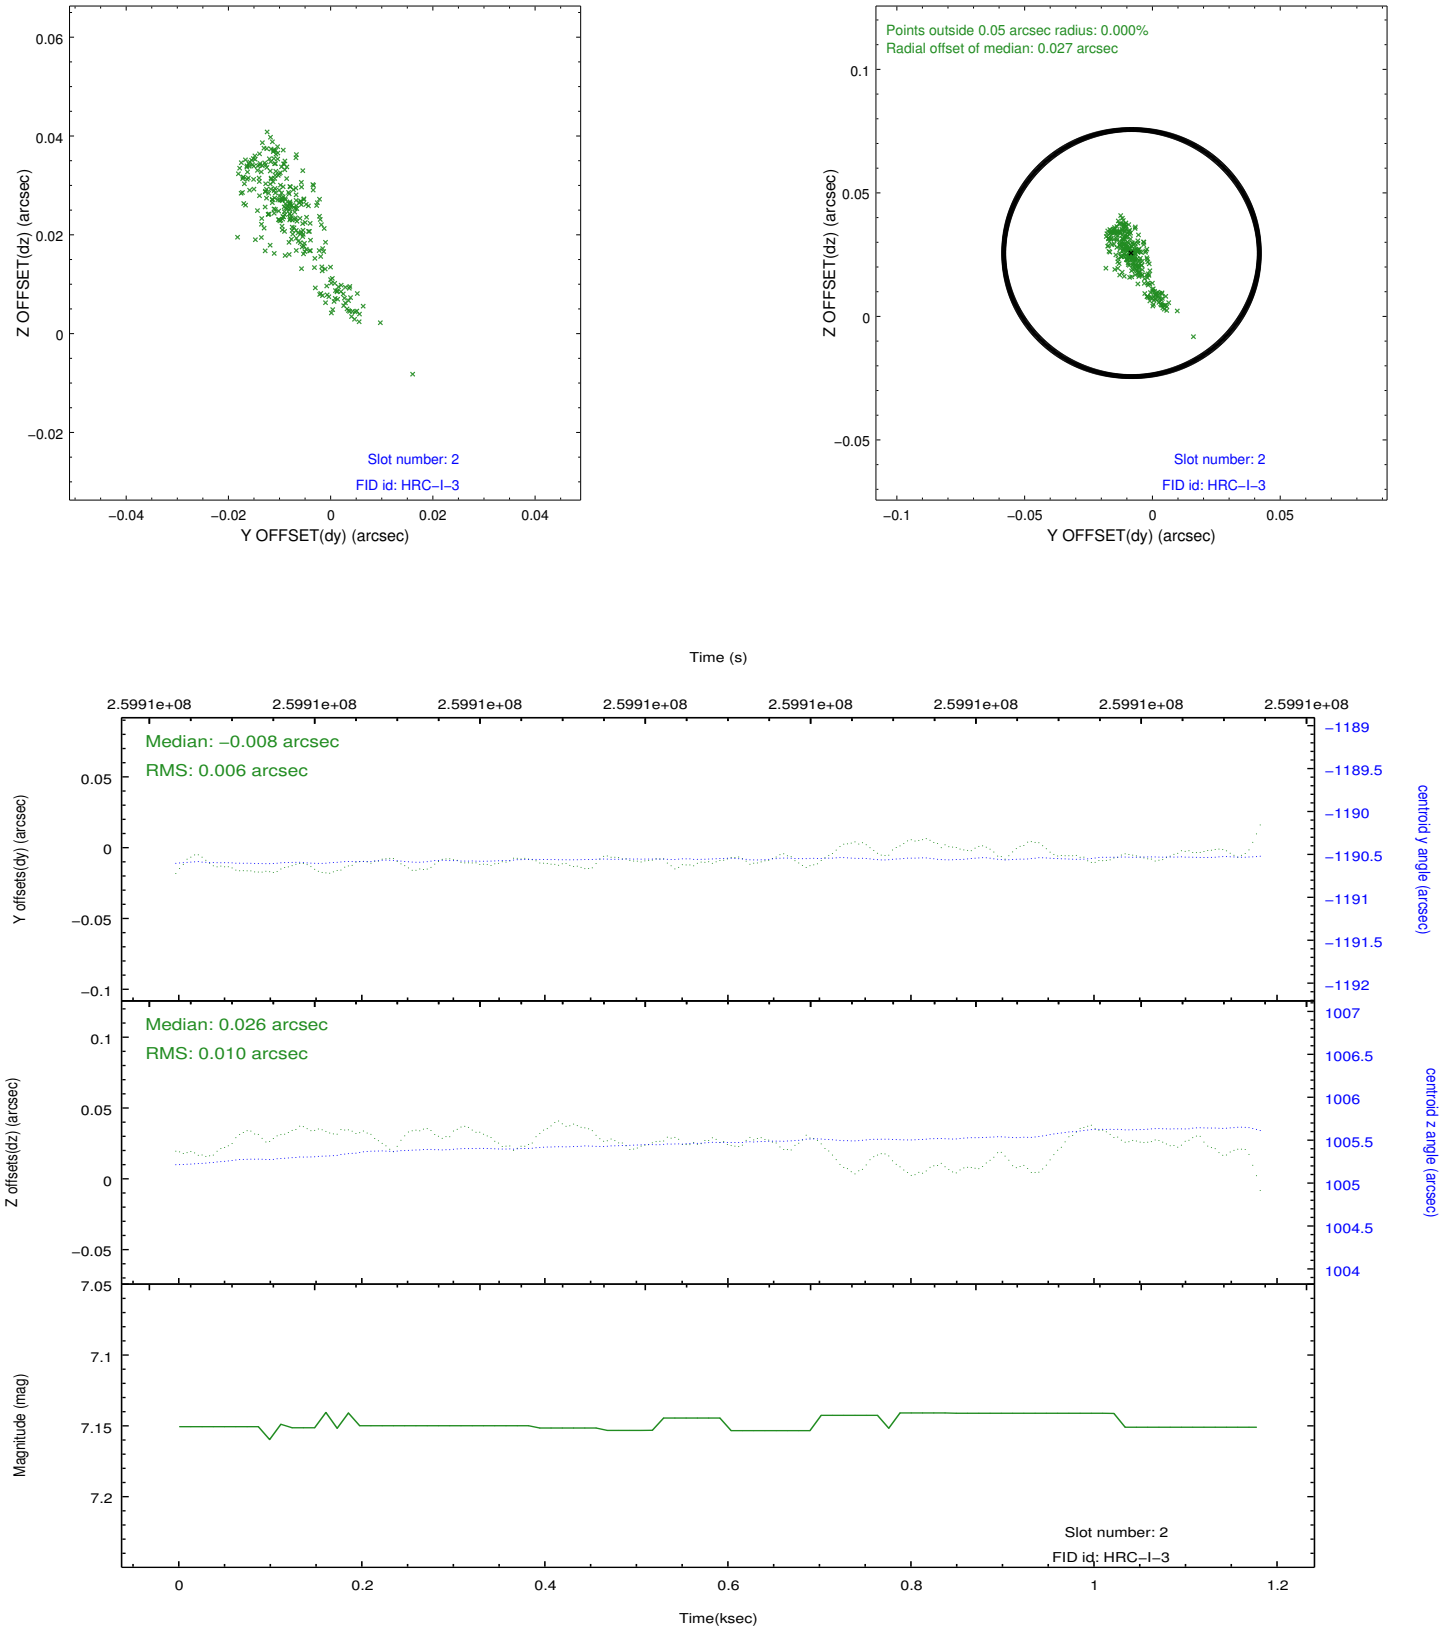 0.06
0.04
0.02
0
−0.02
Z OFFSET(dz) (arcsec)
Slot number: 2
FID id: HRC−I−3
−0.04
−0.02
0
0.02
0.04
Y OFFSET(dy) (arcsec)
Points outside 0.05 arcsec radius: 0.000%
Radial offset of median: 0.027 arcsec
0.1
0.05
0
−0.05
Z OFFSET(dz) (arcsec)
Slot number: 2
FID id: HRC−I−3
−0.1
−0.05
0
0.05
Y OFFSET(dy) (arcsec)
Time (s)
2.5991e+08 2.5991e+08 2.5991e+08 2.5991e+08 2.5991e+08 2.5991e+08 2.5991e+08 2.5991e+08
Median: −0.008 arcsec
RMS: 0.006 arcsec
0.05
0
−0.05
−0.1
Y offsets(dy) (arcsec)
−1189
−1189.5
−1190
−1190.5
−1191
−1191.5
−1192
centroid y angle (arcsec)
Median: 0.026 arcsec
RMS: 0.010 arcsec
0.1
0.05
0
−0.05
Z offsets(dz) (arcsec)
1007
1006.5
1006
1005.5
1005
1004.5
1004
centroid z angle (arcsec)
7.05
7.1
7.15
7.2
Magnitude (mag)
Slot number: 2
FID id: HRC−I−3
0 0.2 0.4 0.6 0.8 1 1.2
Time(ksec)